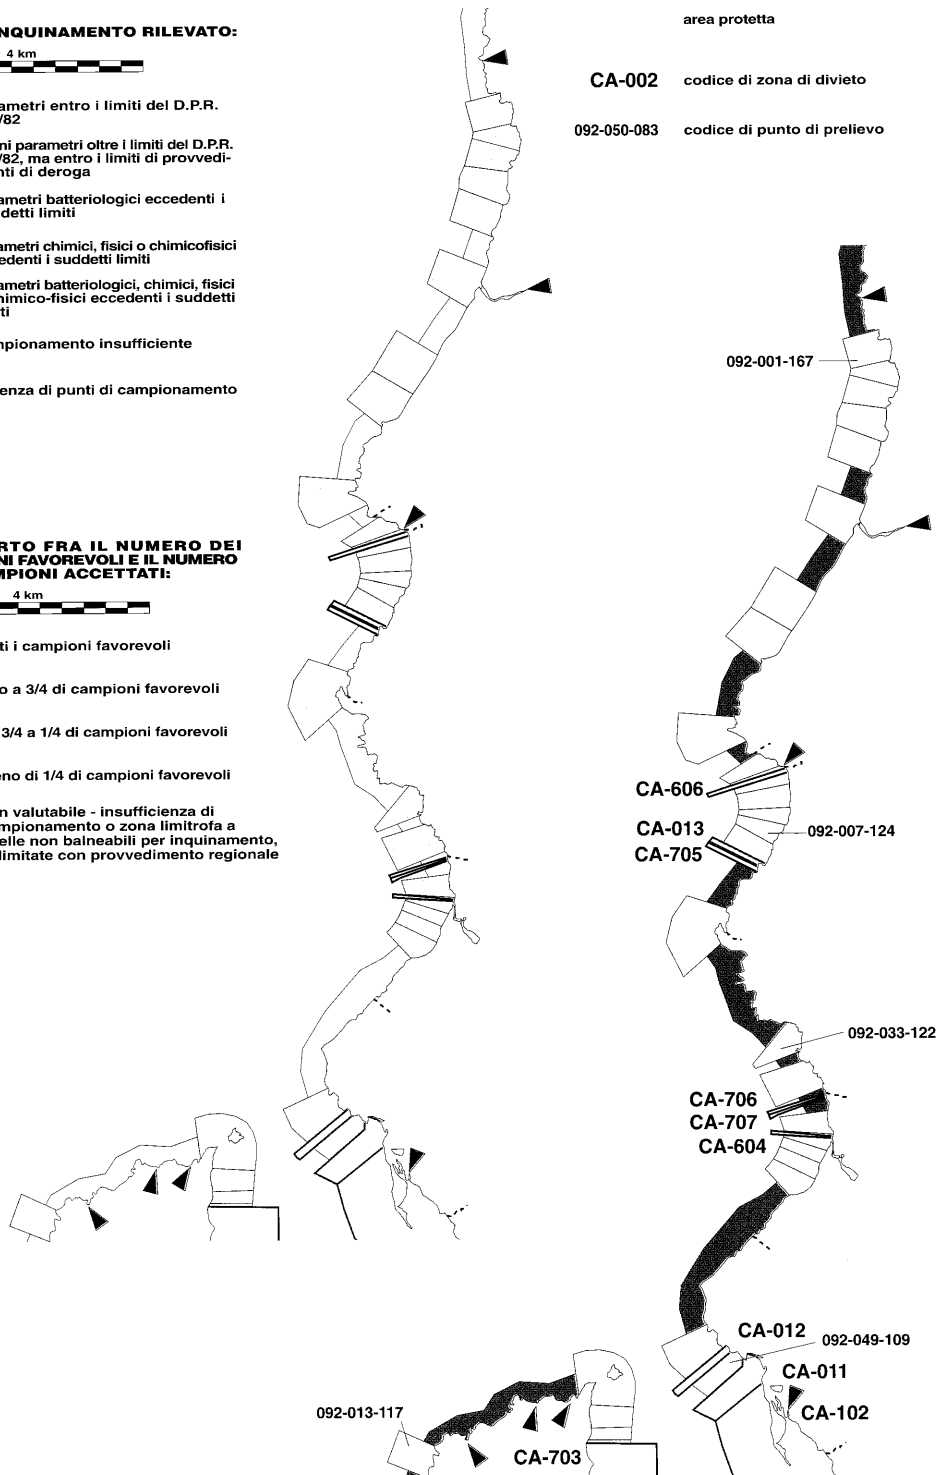 NQUINAMENTO RILEVATO:
4 km
ametri entro i limiti del D.P.R.
/82
ni parametri oltre i limiti del D.P.R.
/82, ma entro i limiti di provvedi-
nti di deroga
ametri batteriologici eccedenti i
detti limiti
ametri chimici, fisici o chimicofisici
edenti i suddetti limiti
ametri batteriologici, chimici, fisici
himico-fisici eccedenti i suddetti
ti
mpionamento insufficiente
enza di punti di campionamento
RTO FRA IL NUMERO DEI
NI FAVOREVOLI E IL NUMERO
MPIONI ACCETTATI:
4 km
ti i campioni favorevoli
o a 3/4 di campioni favorevoli
3/4 a 1/4 di campioni favorevoli
eno di 1/4 di campioni favorevoli
n valutabile - insufficienza di
mpionamento o zona limitrofa a
elle non balneabili per inquinamento,
limitate con provvedimento regionale
area protetta
CA-002 codice di zona di divieto
092-050-083 codice di punto di prelievo
092-001-167
CA-606
CA-013
092-007-124
CA-705
092-033-122
CA-706
CA-707
CA-604
CA-012
092-049-109
CA-011
CA-102
092-013-117
CA-703